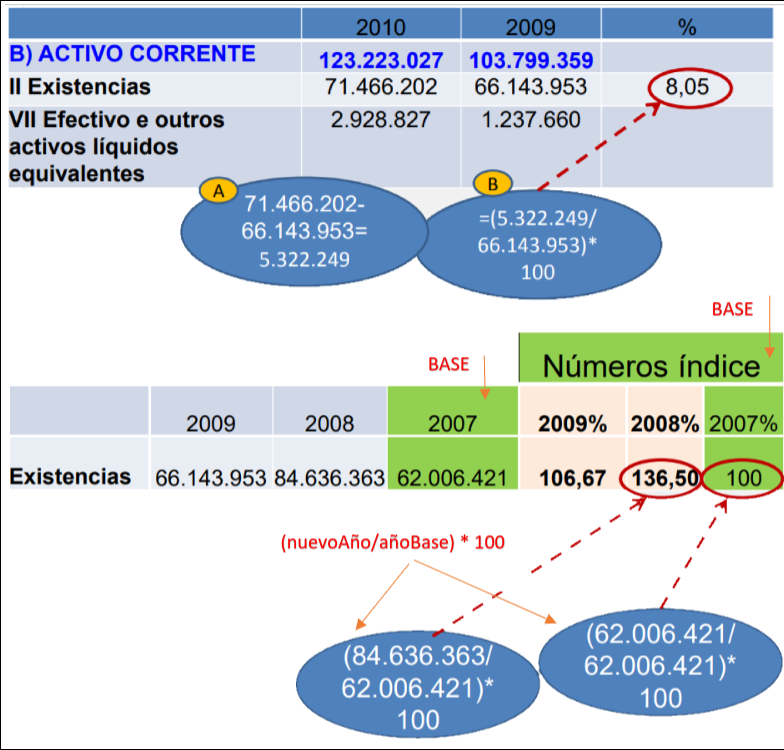 2010 2009 %
B) ACTIVO CORRENTE 123.223.027 103.799.359
II Existencias 71.466.202 66.143.953 8,05
VII Efectivo e outros 2.928.827 1.237.660
activos líquidos
equivalentes
A
71.466.202-
66.143.953=
5.322.249
B
=(5.322.249/
66.143.953)*
100
BASE
BASE
Números índice
2009 2008 2007 2009% 2008% 2007%
Existencias 66.143.953 84.636.363 62.006.421 106,67 136,50 100
(nuevoAño/añoBase) * 100
(84.636.363/
62.006.421)*
100
(62.006.421/
62.006.421)*
100